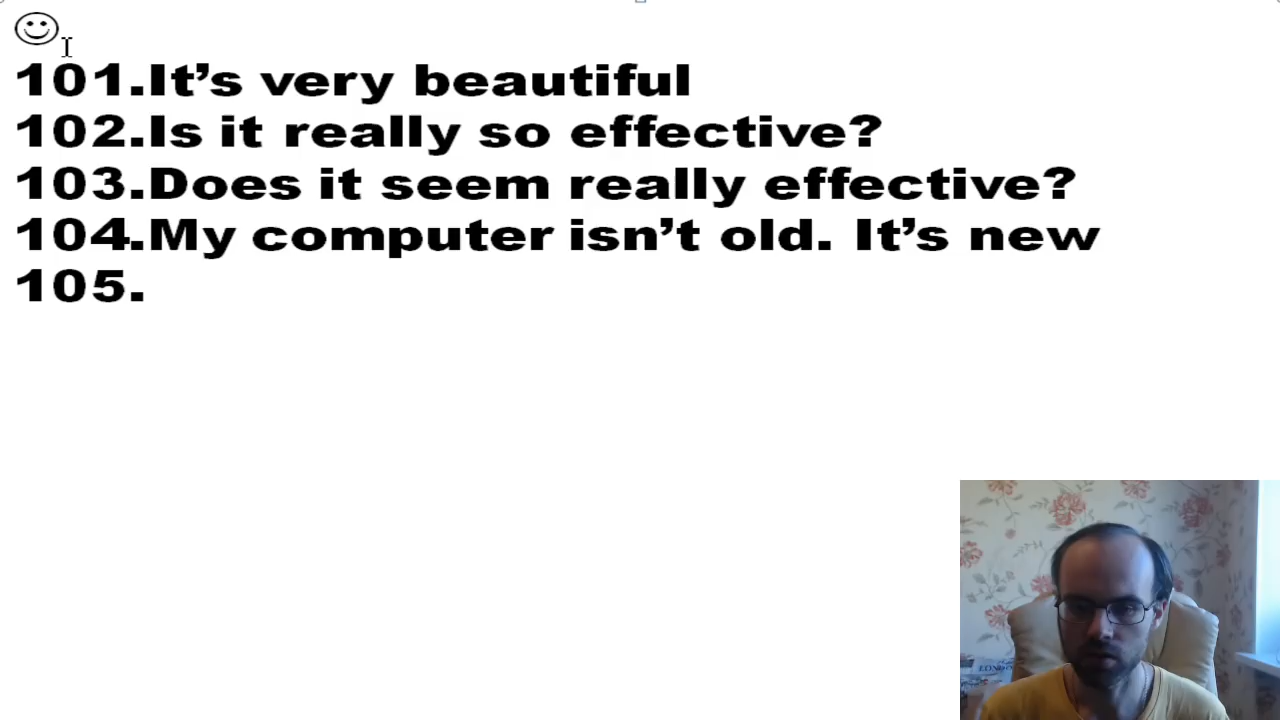 101.It’s very beautiful
102.Is it really so effective?
103.Does it seem really effective?
104.My computer isn’t old. It’s new
105.
LONDON